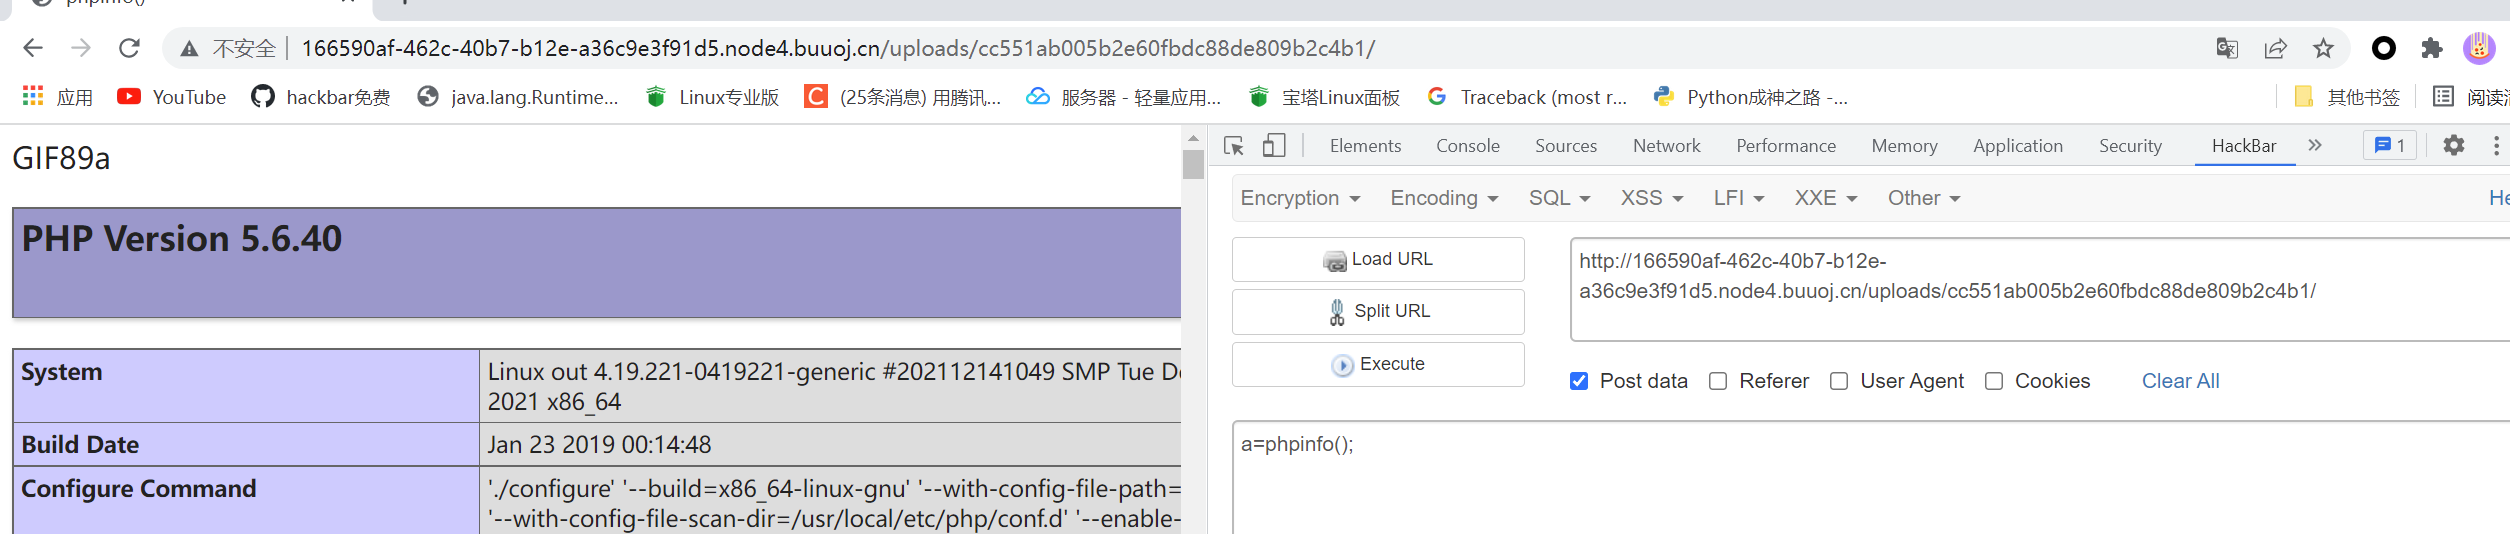 phpinfo()
不安全 166590af-462c-40b7-b12e-a36c9e3f91d5.node4.buuoj.cn/uploads/cc551ab005b2e60fbdc88de809b2c4b1/
应用 YouTube hackbar免费 java.lang.Runtime... Linux专业版 (25条消息) 用腾讯... 服务器 - 轻量应用... 宝塔Linux面板 Traceback (most r... Python成神之路 -... 其他书签 阅读
GIF89a
PHP Version 5.6.40
System Linux out 4.19.221-0419221-generic #202112141049 SMP Tue D
2021 x86_64
Build Date Jan 23 2019 00:14:48
Configure Command './configure' '--build=x86_64-linux-gnu' '--with-config-file-path=
'--with-config-file-scan-dir=/usr/local/etc/php/conf.d' '--enable-
Elements Console Sources Network Performance Memory Application Security HackBar » 1
Encryption Encoding SQL XSS LFI XXE Other He
Load URL
Split URL
Execute
http://166590af-462c-40b7-b12e-
a36c9e3f91d5.node4.buuoj.cn/uploads/cc551ab005b2e60fbdc88de809b2c4b1/
Post data Referer User Agent Cookies Clear All
a=phpinfo();